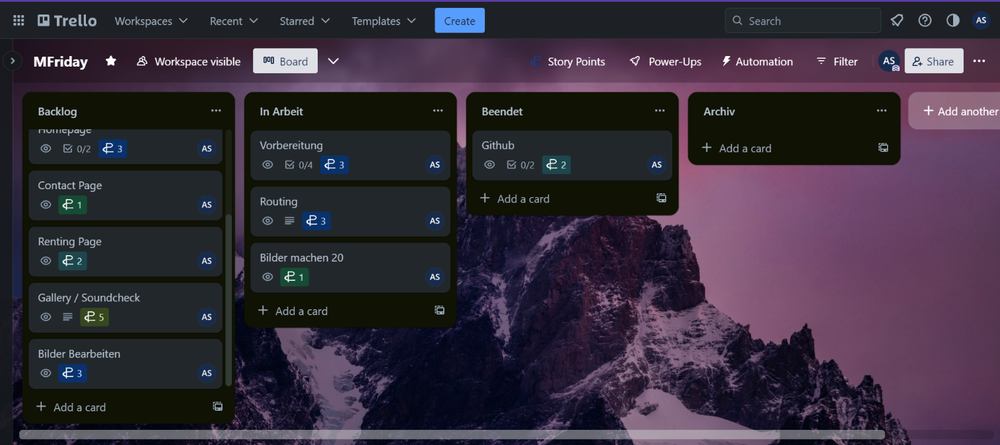 Trello Workspaces Recent Starred Templates Create Search AS
MFriday Workspace visible Board Story Points Power-Ups Automation Filter AS Share
Backlog
Homepage
0/2 3 AS
Contact Page
1 AS
Renting Page
2 AS
Gallery / Soundcheck
5 AS
Bilder Bearbeiten
3 AS
+ Add a card
In Arbeit
Vorbereitung
0/4 3 AS
Routing
3 AS
Bilder machen 20
1 AS
+ Add a card
Beendet
Github
0/2 2 AS
+ Add a card
Archiv
+ Add a card
+ Add another